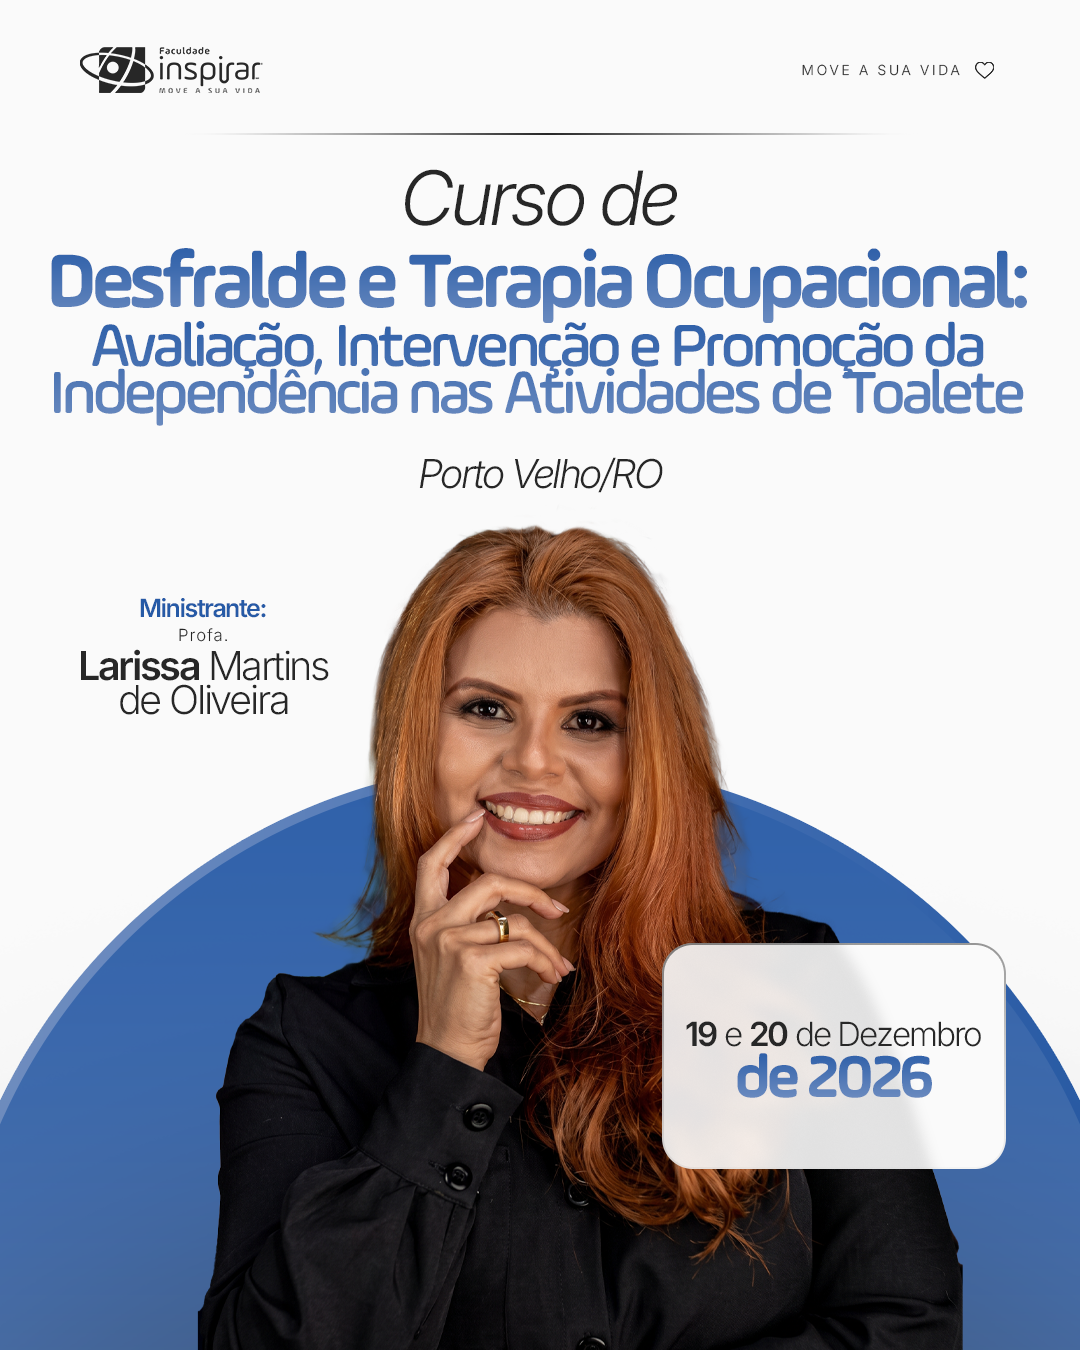 Faculdade
inspirar
MOVE A SUA VIDA
MOVE A SUA VIDA
Curso de
Desfralde e Terapia Ocupacional:
Avaliação, Intervenção e Promoção da
Independência nas Atividades de Toalete
Porto Velho/RO
Ministrante:
Profa.
Larissa Martins
de Oliveira
19 e 20 de Dezembro
de 2026